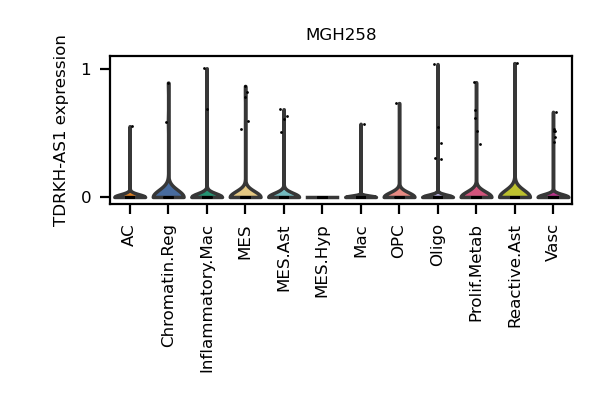 MGH258
TDRKH-AS1 expression
1
0
AC
Chromatin.Reg
Inflammatory.Mac
MES
MES.Ast
MES.Hyp
Mac
OPC
Oligo
Prolif.Metab
Reactive.Ast
Vasc